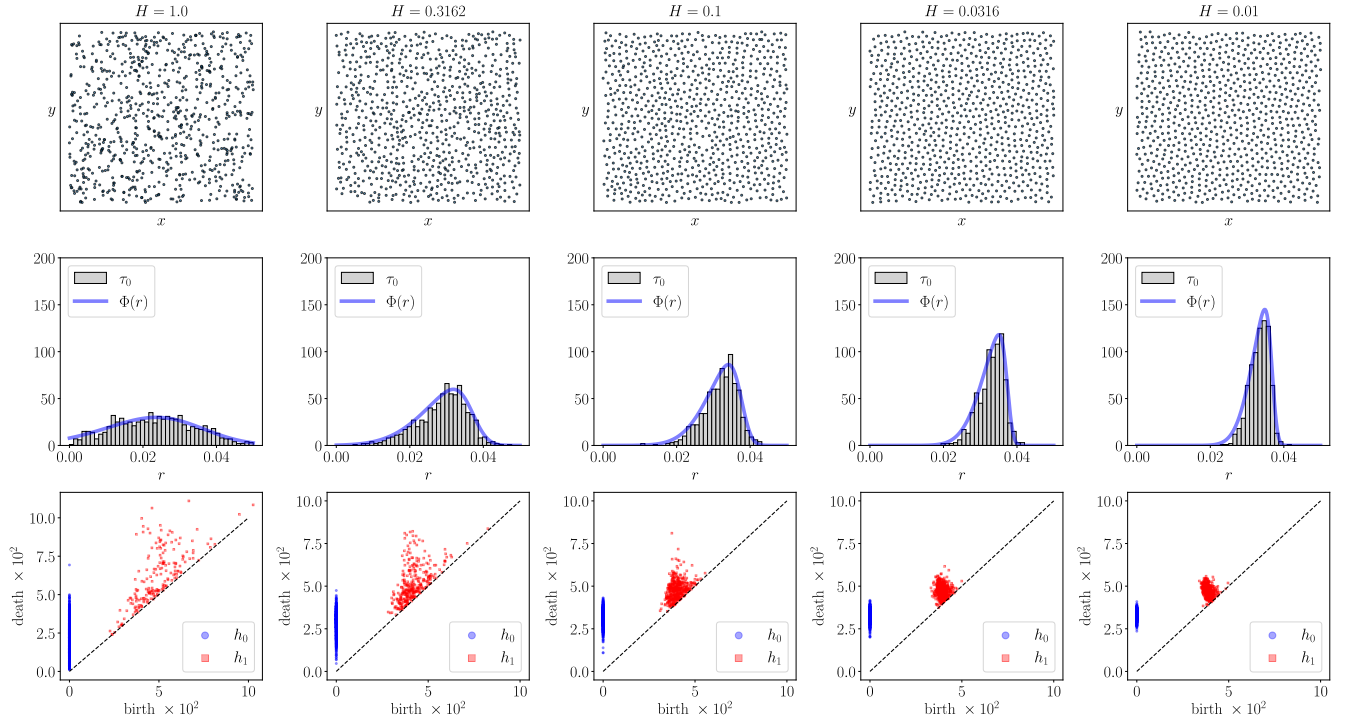 H = 1.0
H = 0.3162
H = 0.1
H = 0.0316
H = 0.01
y
y
y
y
y
x
x
x
x
x
200
150
100
50
0
τ₀
Φ(r)
0.00 0.02 0.04
r
200
150
100
50
0
τ₀
Φ(r)
0.00 0.02 0.04
r
200
150
100
50
0
τ₀
Φ(r)
0.00 0.02 0.04
r
200
150
100
50
0
τ₀
Φ(r)
0.00 0.02 0.04
r
200
150
100
50
0
τ₀
Φ(r)
0.00 0.02 0.04
r
death × 10²
10.0
7.5
5.0
2.5
0.0
h₀
h₁
0 5 10
birth × 10²
death × 10²
10.0
7.5
5.0
2.5
0.0
h₀
h₁
0 5 10
birth × 10²
death × 10²
10.0
7.5
5.0
2.5
0.0
h₀
h₁
0 5 10
birth × 10²
death × 10²
10.0
7.5
5.0
2.5
0.0
h₀
h₁
0 5 10
birth × 10²
death × 10²
10.0
7.5
5.0
2.5
0.0
h₀
h₁
0 5 10
birth × 10²